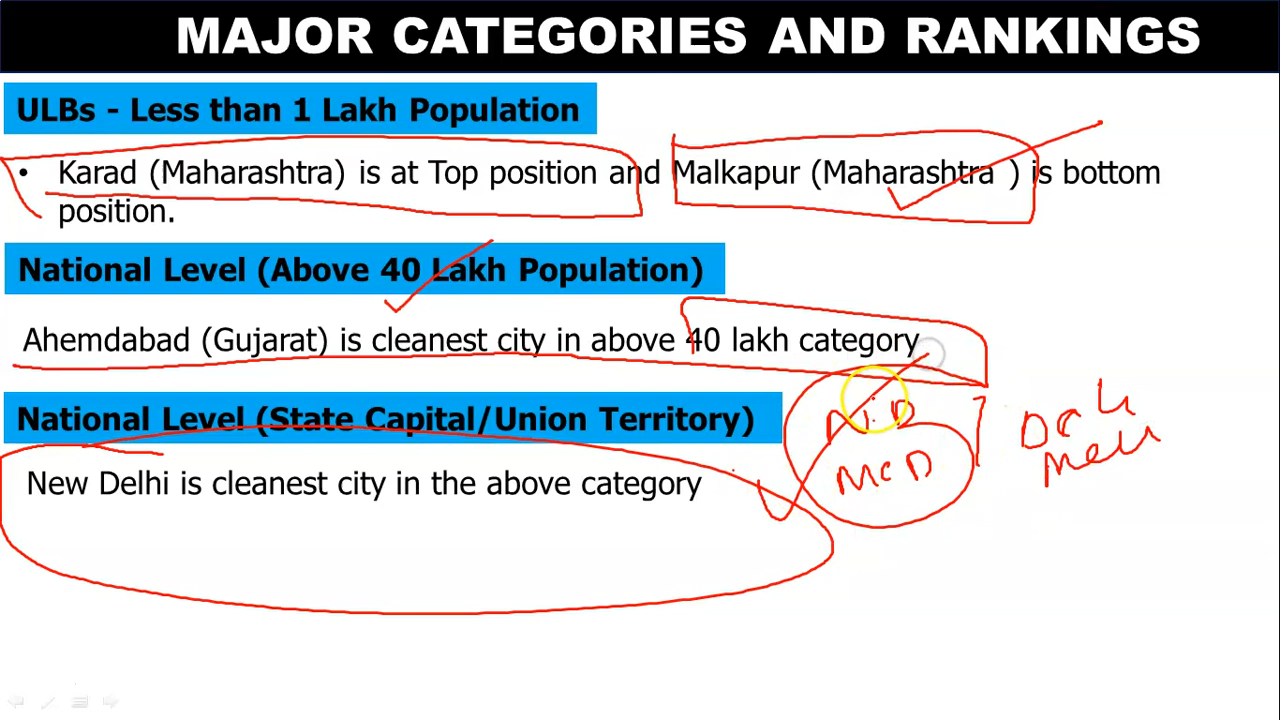 MAJOR CATEGORIES AND RANKINGS
ULBs - Less than 1 Lakh Population
• Karad (Maharashtra) is at Top position and Malkapur (Maharashtra ) is bottom
position.
National Level (Above 40 Lakh Population)
Ahemdabad (Gujarat) is cleanest city in above 40 lakh category
National Level (State Capital/Union Territory)
New Delhi is cleanest city in the above category
MCD